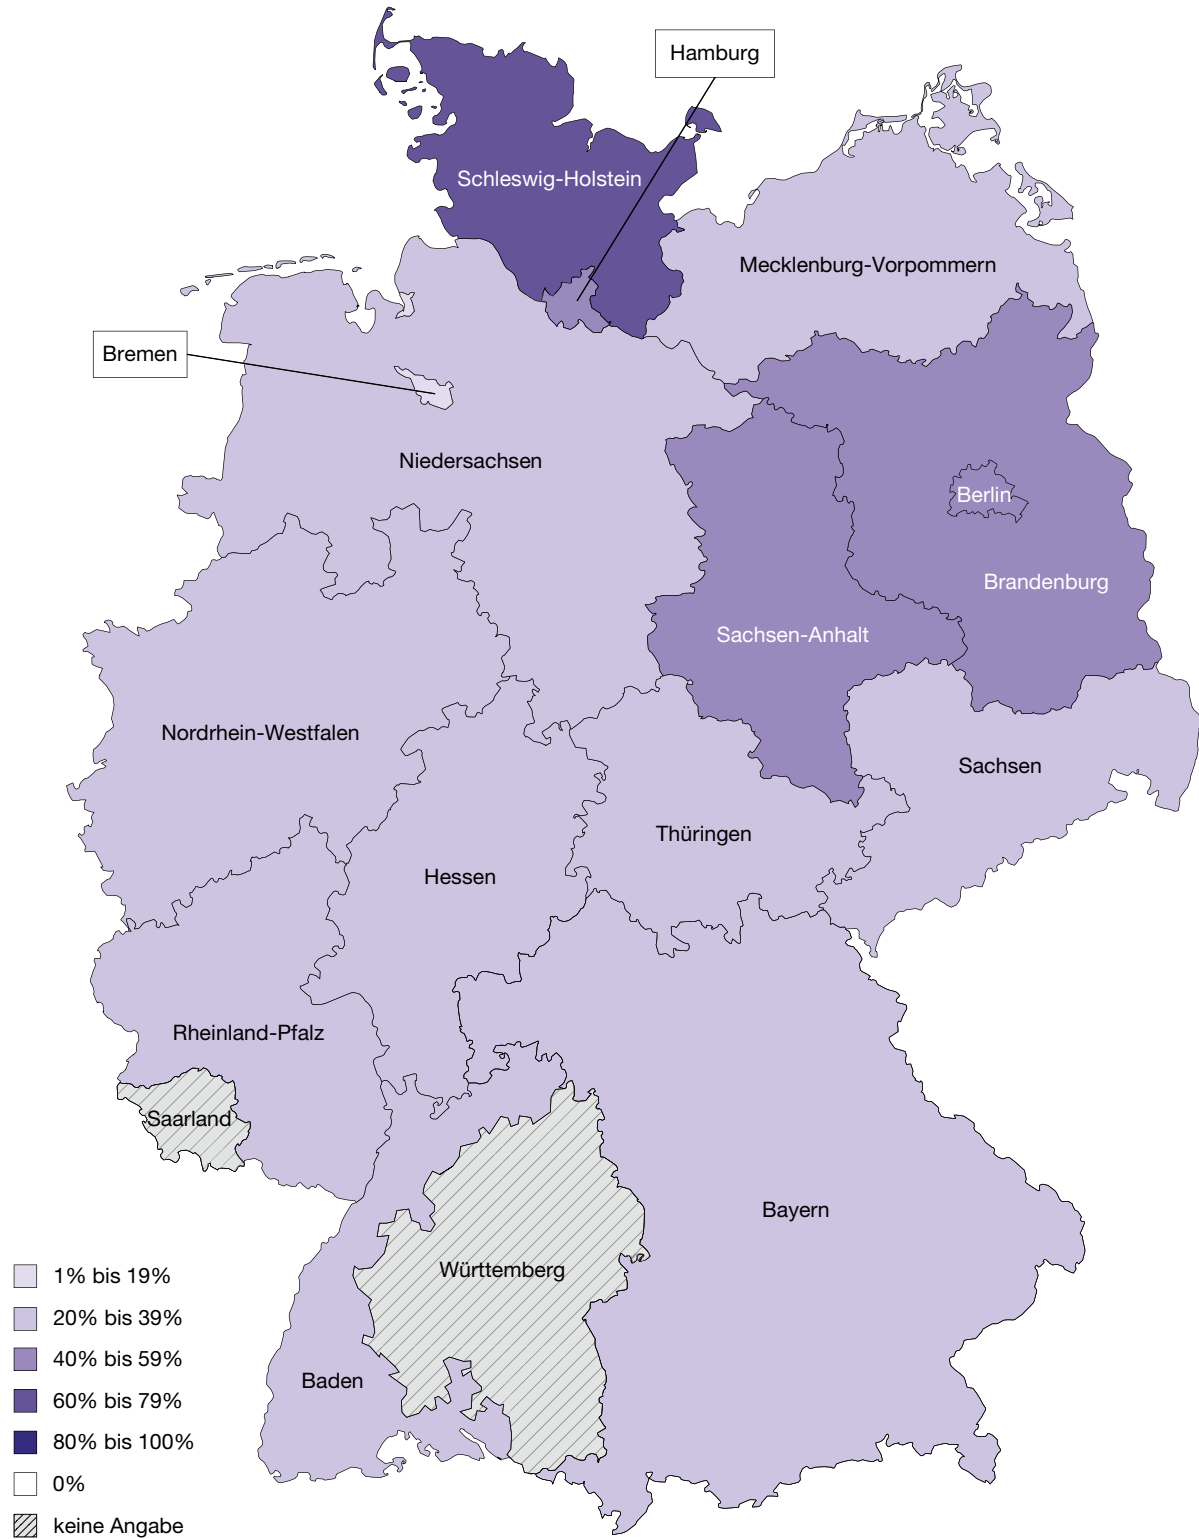 Hamburg
Schleswig-Holstein
Mecklenburg-Vorpommern
Bremen
Niedersachsen
Berlin
Brandenburg
Sachsen-Anhalt
Nordrhein-Westfalen
Sachsen
Thüringen
Hessen
Rheinland-Pfalz
Saarland
Bayern
Württemberg
Baden
1% bis 19%
20% bis 39%
40% bis 59%
60% bis 79%
80% bis 100%
0%
keine Angabe